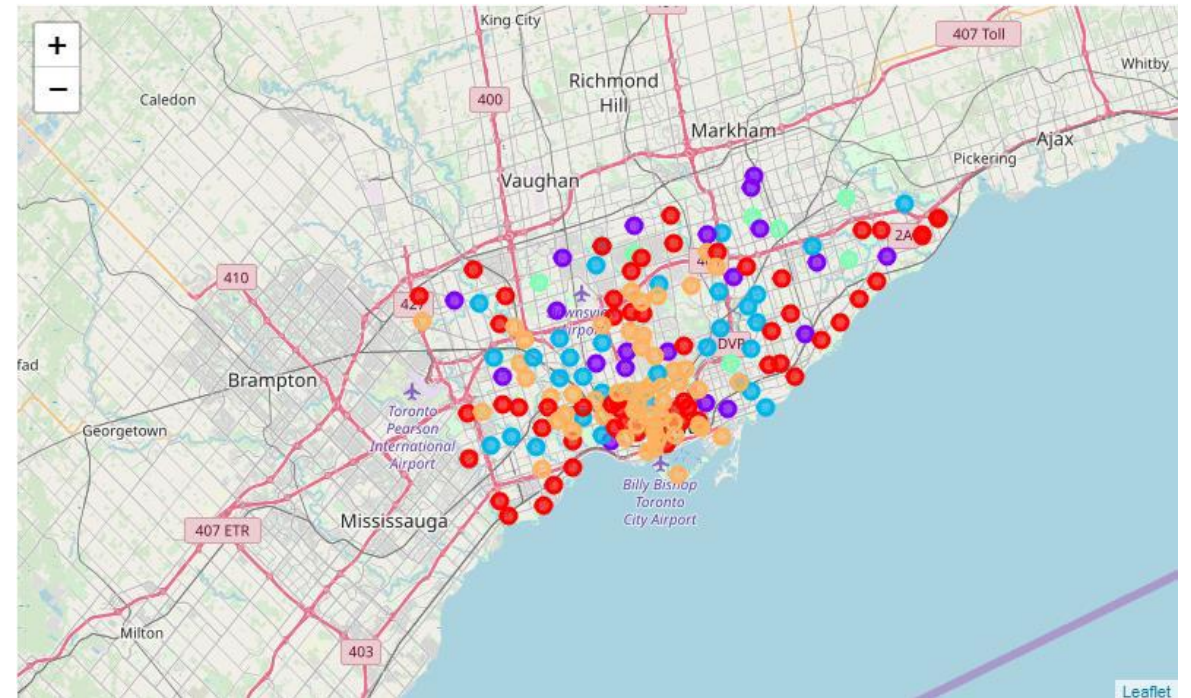 King City
407 Toll
+
−
Whitby
Caledon
Richmond
Hill
400
Markham
Ajax
Pickering
Vaughan
2A
410
427
DVP
fad
Brampton
Toronto
Pearson
International
Airport
Georgetown
Billy Bishop
Toronto
City Airport
407 ETR
Mississauga
Milton
403
Leaflet